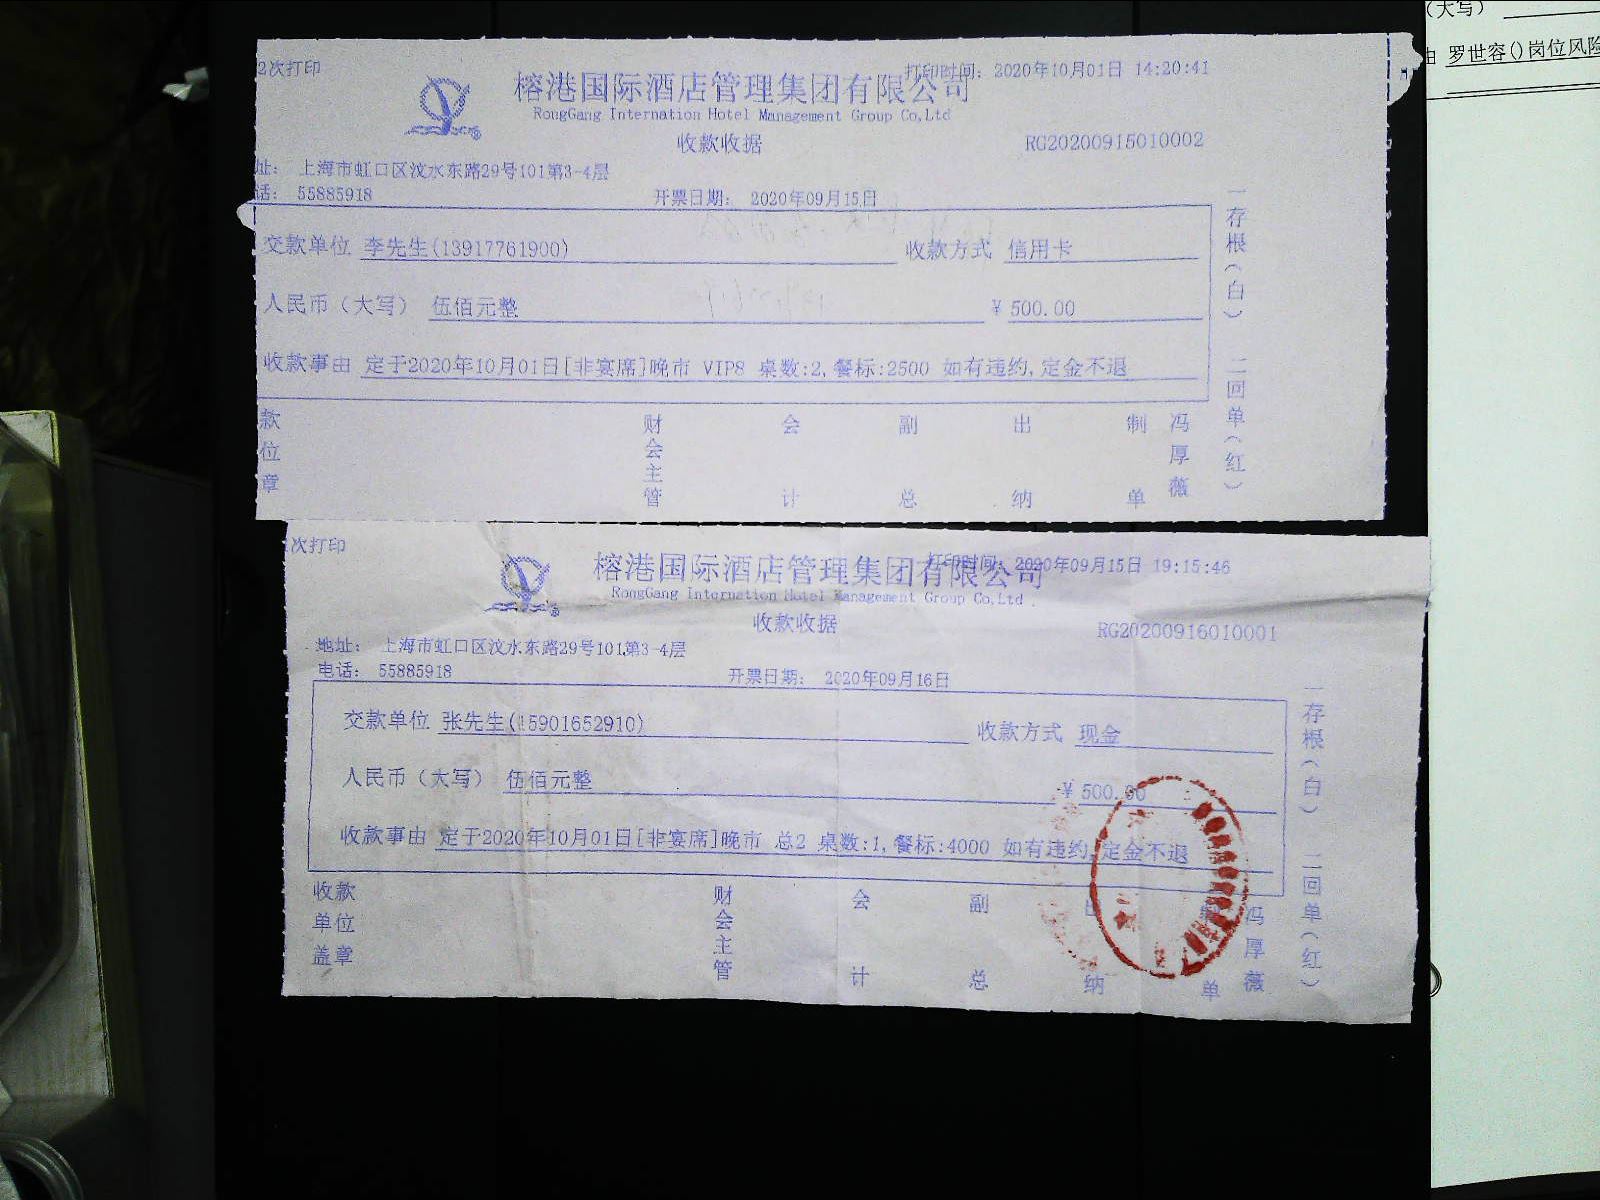 2次打印
打印时间: 2020年10月01日 14:20:41
榕港国际酒店管理集团有限公司
RongGang Internation Hotel Management Group Co,Ltd
收款收据
RG20200915010002
址: 上海市虹口区汶水东路29号101第3-4层
话: 55885918
开票日期: 2020年09月15日
交款单位 李先生(13917761900)
收款方式 信用卡
人民币（大写） 伍佰元整
¥ 500.00
收款事由 定于2020年10月01日[非宴席]晚市 VIP8 桌数:2,餐标:2500 如有违约,定金不退
一存根(白) 二回单(红)
款位章 财会主管 会计 副总 出纳 制单 冯厚薇
次打印
打印时间: 2020年09月15日 19:15:46
榕港国际酒店管理集团有限公司
RongGang Internation Hotel Management Group Co,Ltd
收款收据
RG20200916010001
地址: 上海市虹口区汶水东路29号101第3-4层
电话: 55885918
开票日期: 2020年09月16日
交款单位 张先生(15901652910)
收款方式 现金
人民币（大写） 伍佰元整
¥ 500.00
收款事由 定于2020年10月01日[非宴席]晚市 总2 桌数:1,餐标:4000 如有违约,定金不退
一存根(白) 二回单(红)
收款单位盖章 财会主管 会计 副总 出纳 制单 冯厚薇
(大写)
由 罗世容()岗位风险